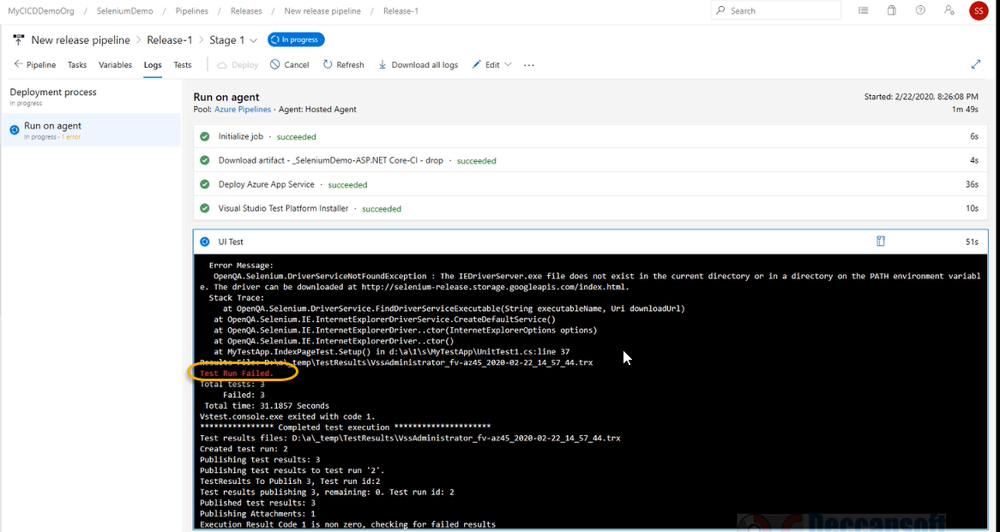 MyCICDDemoOrg / SeleniumDemo / Pipelines / Releases / New release pipeline / Release-1
Search
SS
New release pipeline > Release-1 > Stage 1
In progress
Pipeline Tasks Variables Logs Tests Deploy Cancel Refresh Download all logs Edit ...
Deployment process
In progress
Run on agent
In progress · 1 error
Run on agent
Started: 2/22/2020, 8:26:08 PM
Pool: Azure Pipelines · Agent: Hosted Agent
1m 49s
Initialize job · succeeded 6s
Download artifact - _SeleniumDemo-ASP.NET Core-CI - drop · succeeded 4s
Deploy Azure App Service · succeeded 36s
Visual Studio Test Platform Installer · succeeded 10s
UI Test 51s
Error Message:
OpenQA.Selenium.DriverServiceNotFoundException : The IEDriverServer.exe file does not exist in the current directory or in a directory on the PATH environment variabl
e. The driver can be downloaded at http://selenium-release.storage.googleapis.com/index.html.
Stack Trace:
at OpenQA.Selenium.DriverService.FindDriverServiceExecutable(String executableName, Uri downloadUrl)
at OpenQA.Selenium.IE.InternetExplorerDriverService.CreateDefaultService()
at OpenQA.Selenium.IE.InternetExplorerDriver..ctor(InternetExplorerOptions options)
at OpenQA.Selenium.IE.InternetExplorerDriver..ctor()
at MyTestApp.IndexPageTest.Setup() in d:\a\1\s\MyTestApp\UnitTest1.cs:line 37
Results File: D:\a\_temp\TestResults\VssAdministrator_fv-az45_2020-02-22_14_57_44.trx
Test Run Failed.
Total tests: 3
Failed: 3
Total time: 31.1857 Seconds
Vstest.console.exe exited with code 1.
**************** Completed test execution *********************
Test results files: D:\a\_temp\TestResults\VssAdministrator_fv-az45_2020-02-22_14_57_44.trx
Created test run: 2
Publishing test results: 3
Publishing test results to test run '2'.
TestResults To Publish 3, Test run id:2
Test results publishing 3, remaining: 0. Test run id: 2
Published test results: 3
Publishing Attachments: 1
Execution Result Code 1 is non zero, checking for failed results
Deccansoft